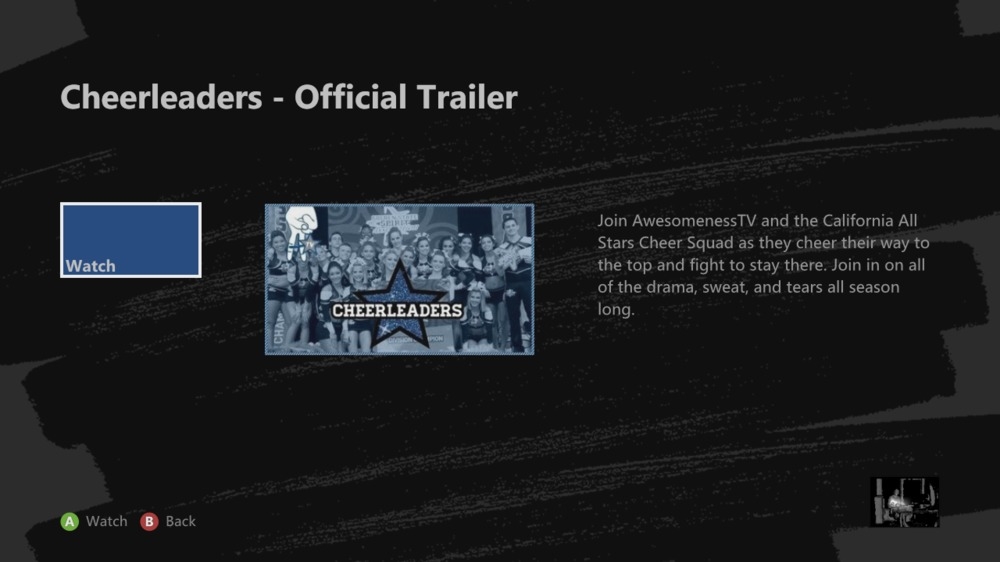 Cheerleaders - Official Trailer
Watch
SPIRIT
CHEERLEADERS
Join AwesomenessTV and the California All
Stars Cheer Squad as they cheer their way to
the top and fight to stay there. Join in on all
of the drama, sweat, and tears all season
long.
A Watch B Back